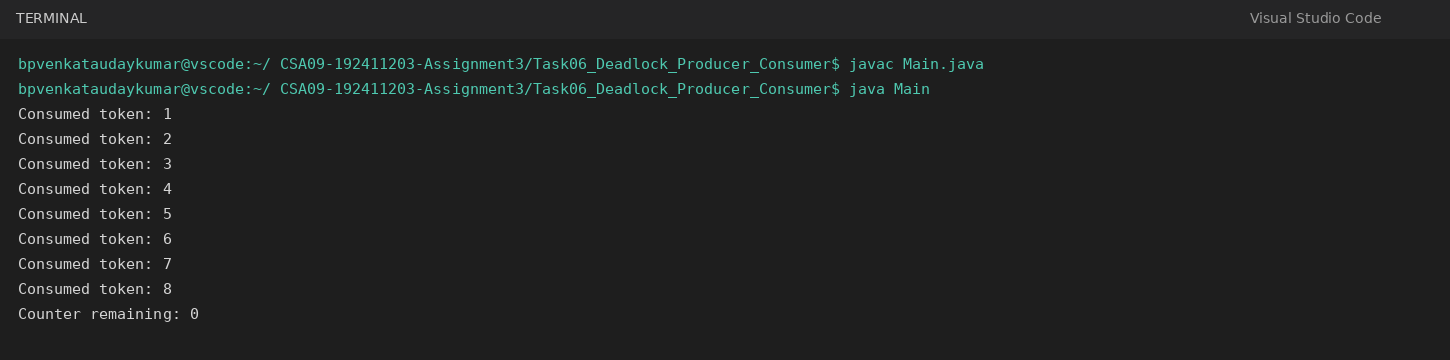 TERMINAL
Visual Studio Code
bpvenkataudaykumar@vscode:~/ CSA09-192411203-Assignment3/Task06_Deadlock_Producer_Consumer$ javac Main.java
bpvenkataudaykumar@vscode:~/ CSA09-192411203-Assignment3/Task06_Deadlock_Producer_Consumer$ java Main
Consumed token: 1
Consumed token: 2
Consumed token: 3
Consumed token: 4
Consumed token: 5
Consumed token: 6
Consumed token: 7
Consumed token: 8
Counter remaining: 0